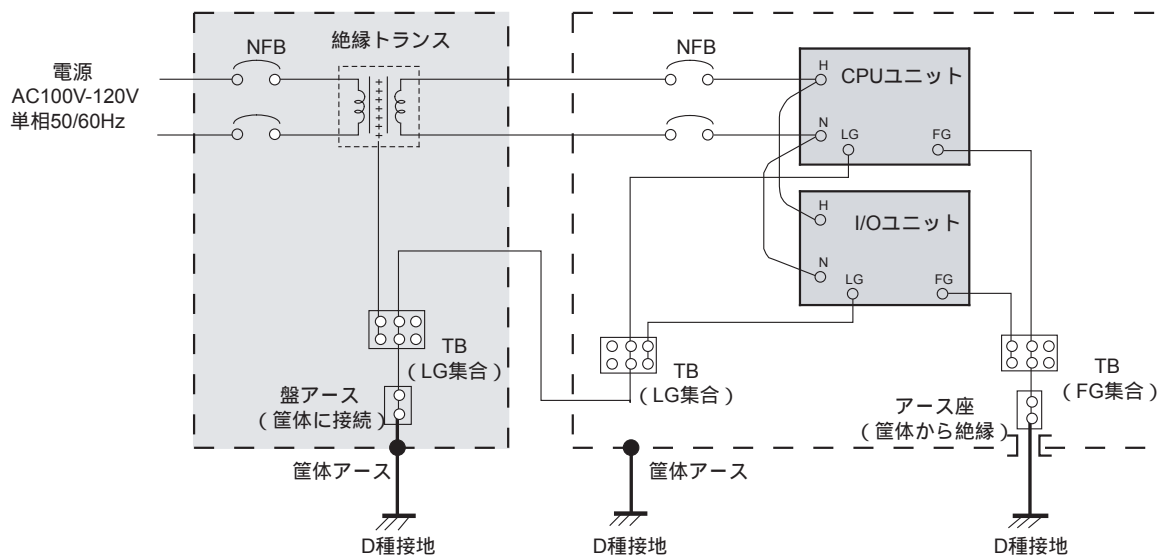 NFB
絶縁トランス
電源
AC100V-120V
単相50/60Hz
NFB
H
CPUユニット
N
LG
FG
H
I/Oユニット
N
LG
FG
TB
(LG集合)
盤アース
(筐体に接続)
筐体アース
D種接地
TB
(LG集合)
筐体アース
D種接地
TB
(FG集合)
アース座
(筐体から絶縁)
D種接地